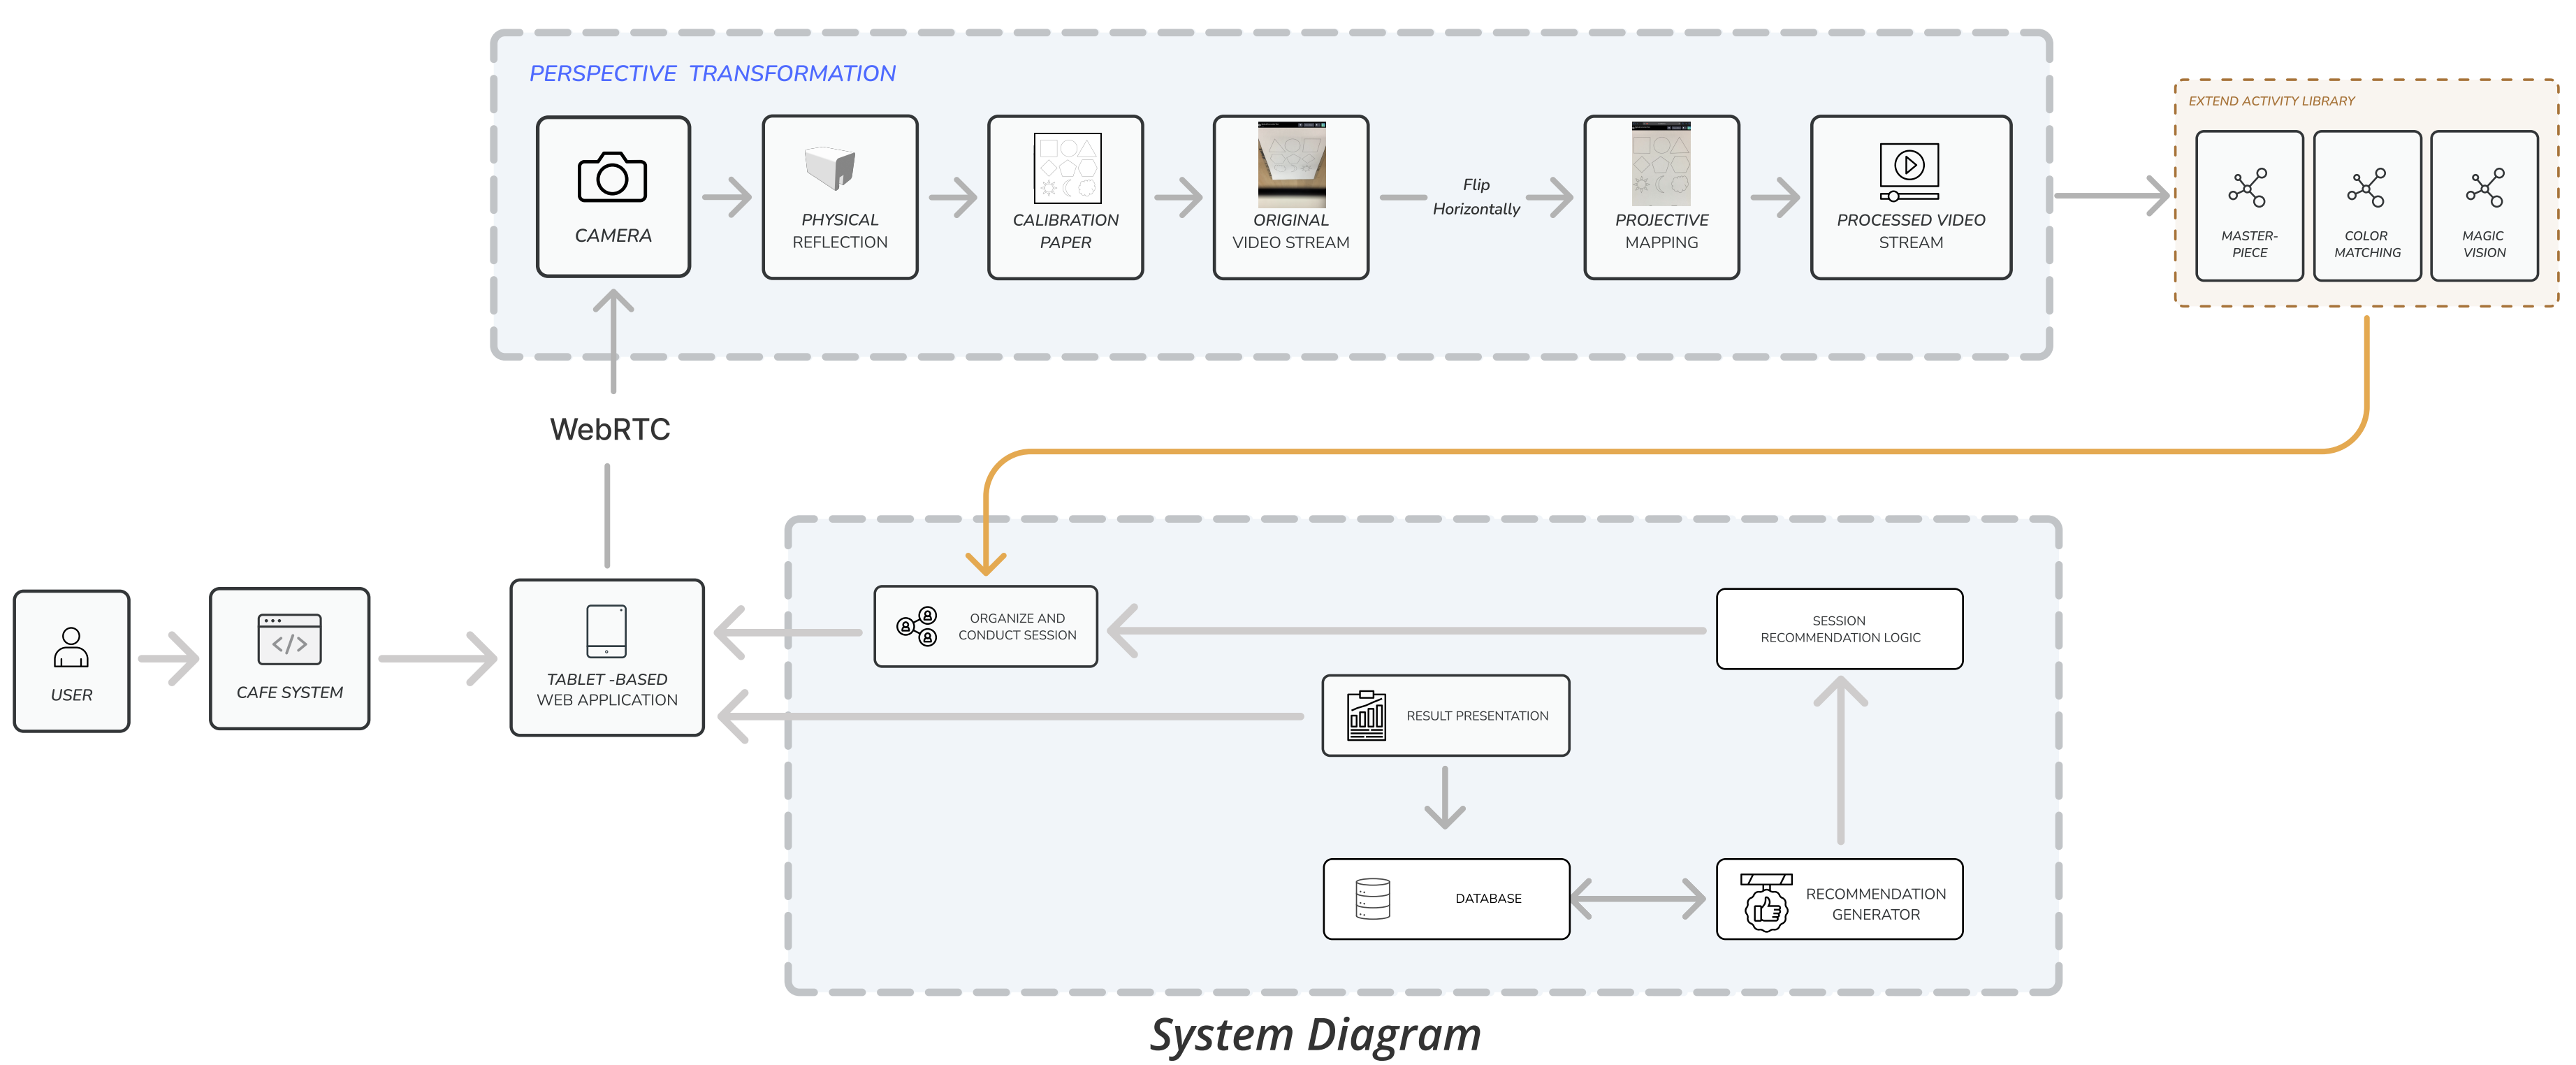 PERSPECTIVE TRANSFORMATION
CAMERA
PHYSICAL
REFLECTION
CALIBRATION
PAPER
ORIGINAL
VIDEO STREAM
Flip
Horizontally
PROJECTIVE
MAPPING
PROCESSED VIDEO
STREAM
EXTEND ACTIVITY LIBRARY
MASTER-
PIECE
COLOR
MATCHING
MAGIC
VISION
WebRTC
USER
CAFE SYSTEM
TABLET -BASED
WEB APPLICATION
ORGANIZE AND
CONDUCT SESSION
SESSION
RECOMMENDATION LOGIC
RESULT PRESENTATION
DATABASE
RECOMMENDATION
GENERATOR
System Diagram